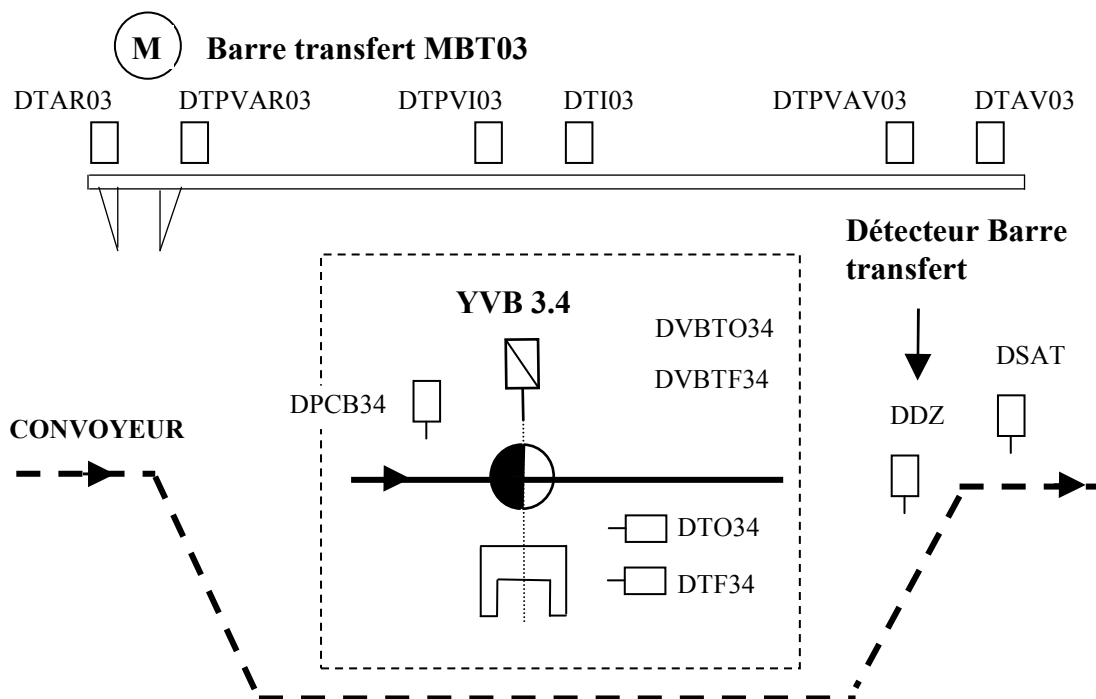 M
Barre transfert MBT03
DTAR03
DTPVAR03
DTPVI03
DTI03
DTPVAV03
DTAV03
Détecteur Barre
transfert
YVB 3.4
DVBTO34
DVBTF34
DSAT
DPCB34
DDZ
CONVOYEUR
DTO34
DTF34